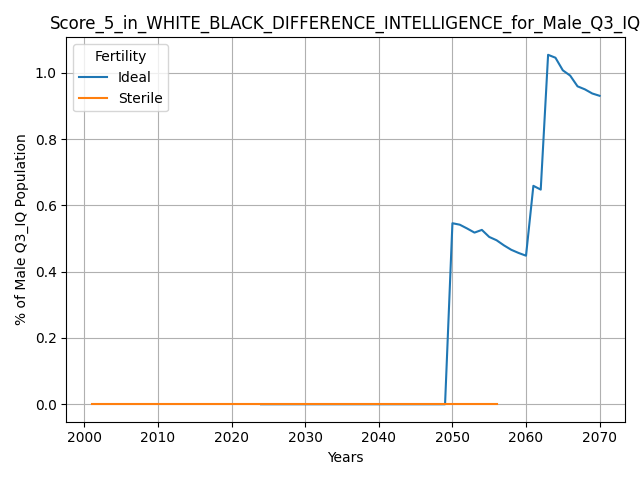 Score_5_in_WHITE_BLACK_DIFFERENCE_INTELLIGENCE_for_Male_Q3_IQ
Fertility
Ideal
Sterile
% of Male Q3_IQ Population
1.0
0.8
0.6
0.4
0.2
0.0
2000 2010 2020 2030 2040 2050 2060 2070
Years